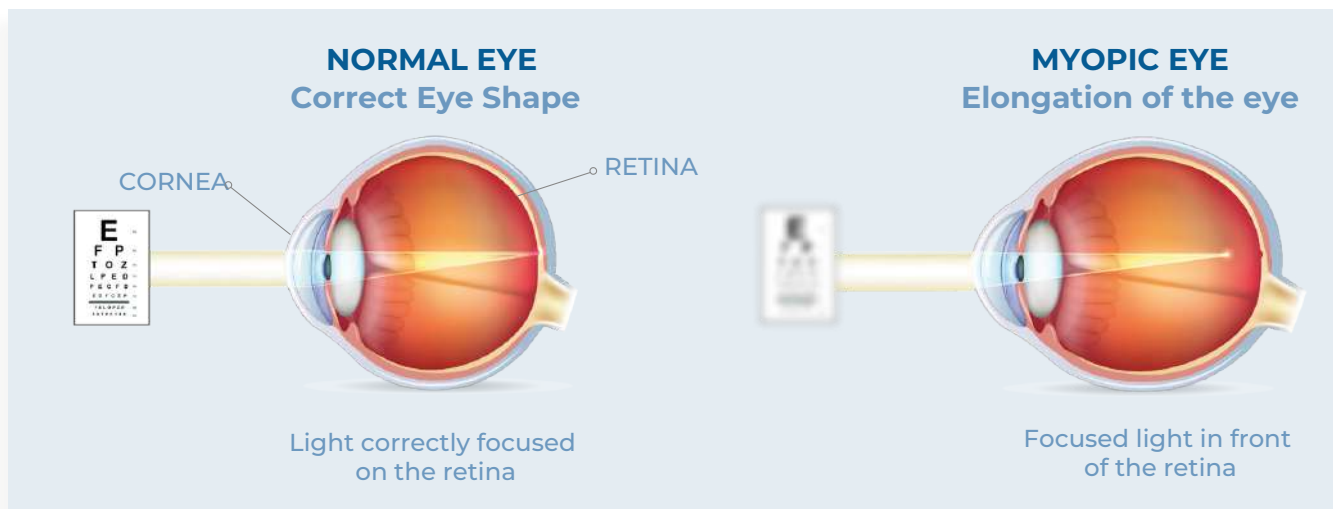 NORMAL EYE
Correct Eye Shape
CORNEA
RETINA
E
F P
T O Z
L P E D
Light correctly focused
on the retina
MYOPIC EYE
Elongation of the eye
E
Focused light in front
of the retina